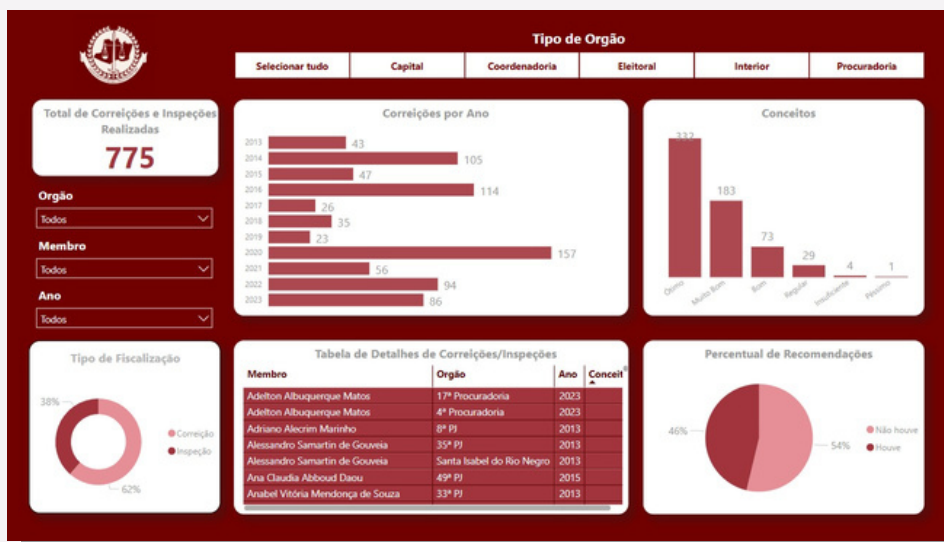 Tipo de Orgão
Selecionar tudo
Capital
Coordenadoria
Eleitoral
Interior
Procuradoria
Total de Correições e Inspeções
Realizadas
775
Orgão
Todos
Membro
Todos
Ano
Todos
Correições por Ano
2013 43
2014 105
2015 47
2016 114
2017 26
2018 35
2019 23
2020 157
2021 56
2022 94
2023 86
Conceitos
332
183
73
29
4
1
Ótimo
Muito Bom
Bom
Regular
Insuficiente
Péssimo
Tipo de Fiscalização
38%
62%
Correição
Inspeção
Tabela de Detalhes de Correições/Inspeções
Membro Orgão Ano Conceit
Adelton Albuquerque Matos 17ª Procuradoria 2023
Adelton Albuquerque Matos 4ª Procuradoria 2023
Adriano Alecrim Marinho 8ª PJ 2013
Alessandro Samartin de Gouveia 35ª PJ 2013
Alessandro Samartin de Gouveia Santa Isabel do Rio Negro 2013
Ana Claudia Abboud Daou 49ª PJ 2015
Anabel Vitória Mendonça de Souza 33ª PJ 2013
Percentual de Recomendações
46%
54%
Não houve
Houve